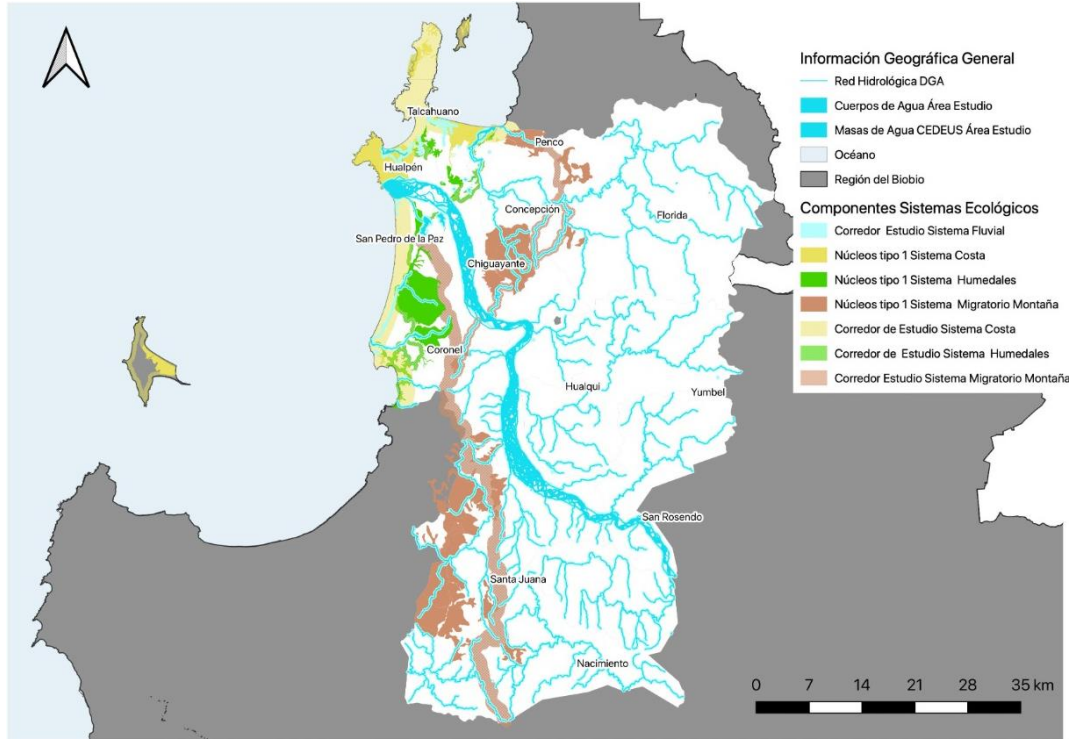 Información Geográfica General
Red Hidrológica DGA
Cuerpos de Agua Área Estudio
Masas de Agua CEDEUS Área Estudio
Océano
Región del Biobio
Componentes Sistemas Ecológicos
Corredor Estudio Sistema Fluvial
Núcleos tipo 1 Sistema Costa
Núcleos tipo 1 Sistema Humedales
Núcleos tipo 1 Sistema Migratorio Montaña
Corredor de Estudio Sistema Costa
Corredor de Estudio Sistema Humedales
Corredor Estudio Sistema Migratorio Montaña
Talcahuano
Penco
Hualpén
Concepción
Florida
San Pedro de la Paz
Chiguayante
Coronel
Hualqui
Yumbel
San Rosendo
Santa Juana
Nacimiento
0 7 14 21 28 35 km